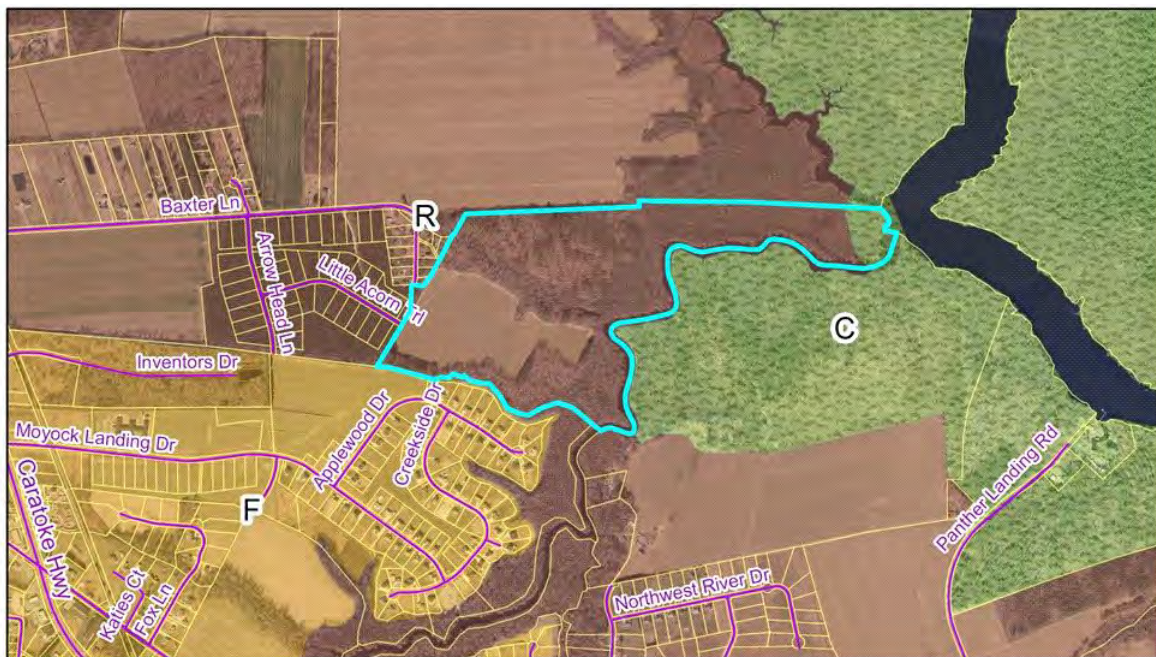 Baxter Ln
R
Arrow Head Ln
Little Acorn Trl
C
Inventors Dr
Applewood Dr
Creekside Dr
Moyock Landing Dr
F
Caratoke Hwy
Katies Ct
Fox Ln
Northwest River Dr
Panther Landing Rd